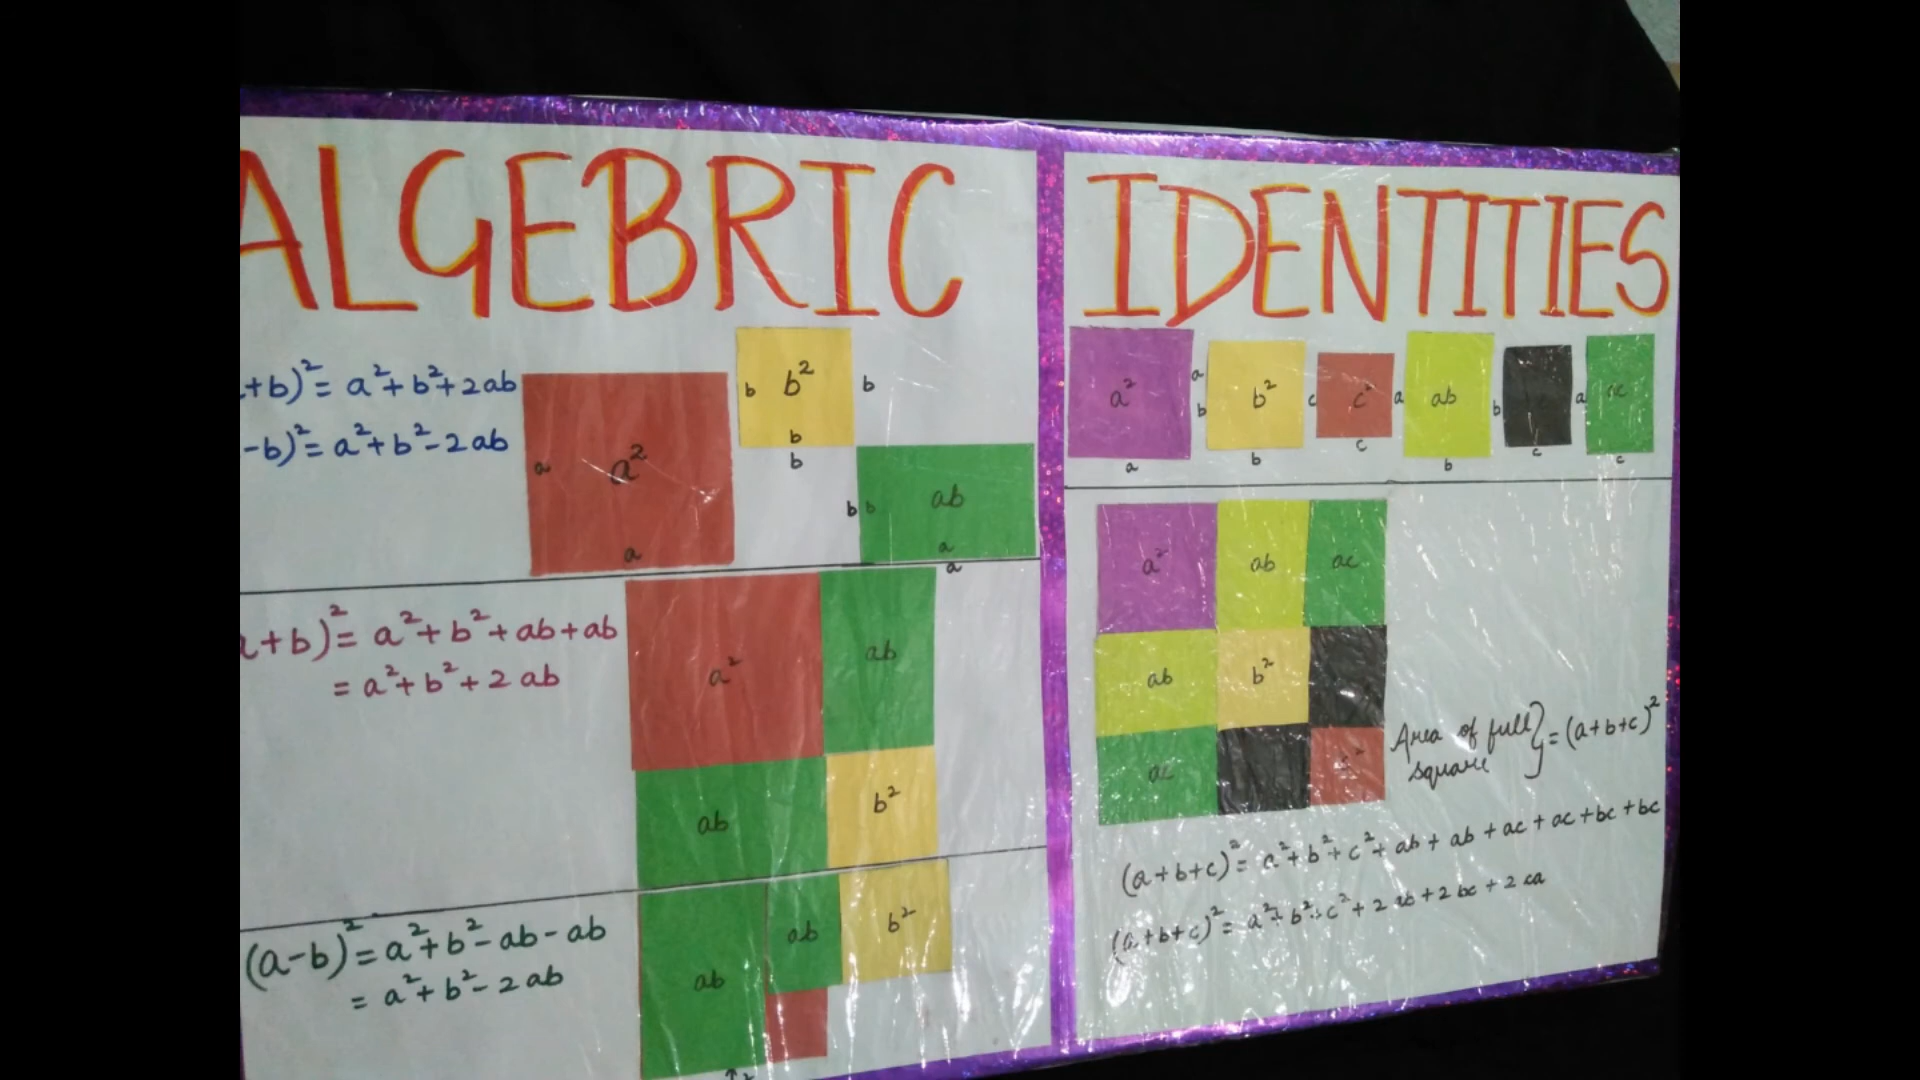 ALGEBRIC IDENTITIES
+b)²= a²+b²+2ab
-b)²= a²+b²-2ab
a a²
a
b b² b
b
b
b b ab
a
a
+b)²= a²+b²+ab+ab
= a²+b²+2ab
a² ab
ab b²
(a-b)²= a²+b²-ab-ab
= a²+b²-2ab
ab ab b²
a² a b² c c² a ab b a ac
b
a b c b c c
a² ab ac
ab b²
ac c²
Area of full square } = (a+b+c)²
(a+b+c)²= a²+b²+c²+ab+ab+ac+ac+bc+bc
(a+b+c)²= a²+b²+c²+2ab+2bc+2ca